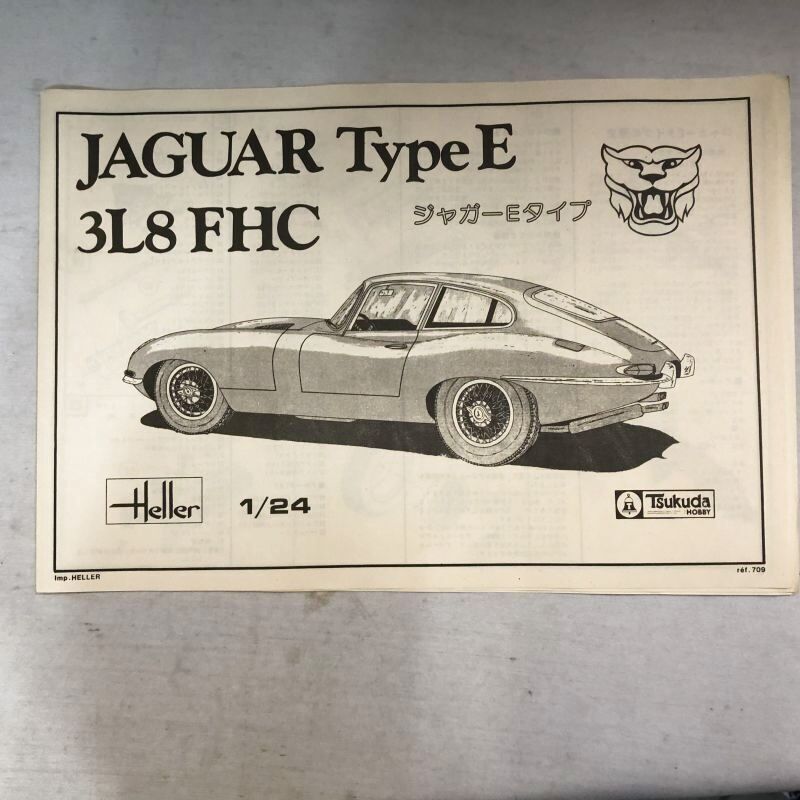 JAGUAR Type E
3L8 FHC
ジャガーEタイプ
Heller
1/24
Tsukuda
HOBBY
Imp. HELLER
réf. 709